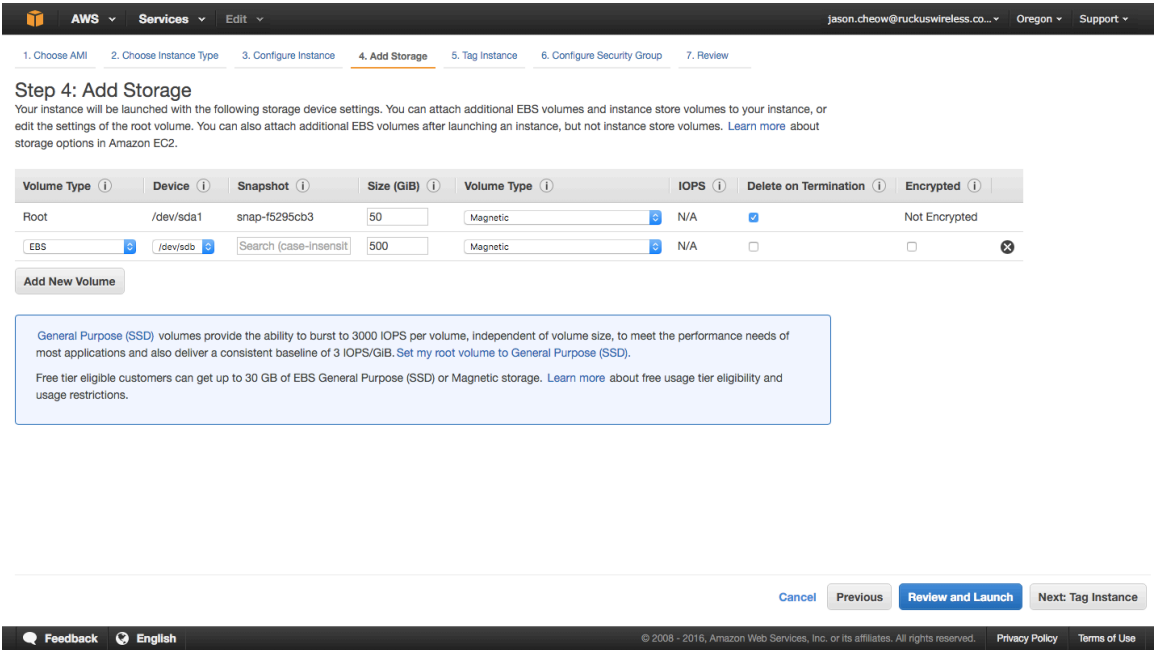 AWS Services Edit jason.cheow@ruckuswireless.co... Oregon Support
1. Choose AMI 2. Choose Instance Type 3. Configure Instance 4. Add Storage 5. Tag Instance 6. Configure Security Group 7. Review
Step 4: Add Storage
Your instance will be launched with the following storage device settings. You can attach additional EBS volumes and instance store volumes to your instance, or
edit the settings of the root volume. You can also attach additional EBS volumes after launching an instance, but not instance store volumes. Learn more about
storage options in Amazon EC2.
Volume Type i Device i Snapshot i Size (GiB) i Volume Type i IOPS i Delete on Termination i Encrypted i
Root /dev/sda1 snap-f5295cb3 50 Magnetic N/A Not Encrypted
EBS /dev/sdb Search (case-insensit 500 Magnetic N/A
Add New Volume
General Purpose (SSD) volumes provide the ability to burst to 3000 IOPS per volume, independent of volume size, to meet the performance needs of
most applications and also deliver a consistent baseline of 3 IOPS/GiB. Set my root volume to General Purpose (SSD).
Free tier eligible customers can get up to 30 GB of EBS General Purpose (SSD) or Magnetic storage. Learn more about free usage tier eligibility and
usage restrictions.
Cancel Previous Review and Launch Next: Tag Instance
Feedback English © 2008 - 2016, Amazon Web Services, Inc. or its affiliates. All rights reserved. Privacy Policy Terms of Use